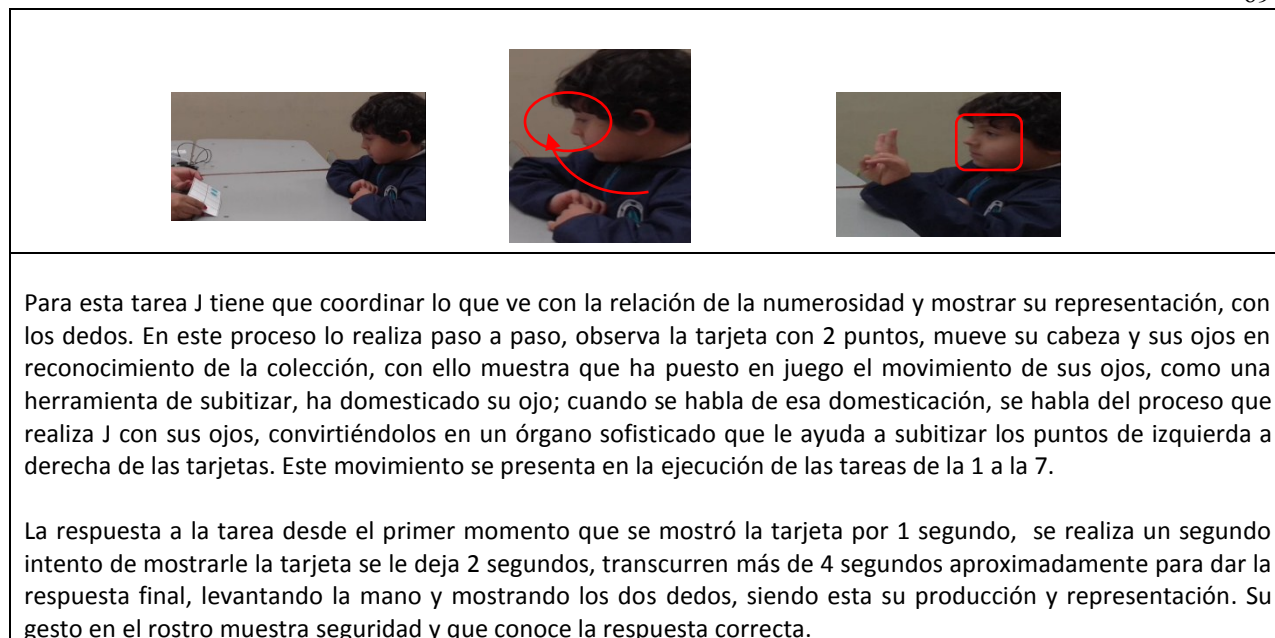 Para esta tarea J tiene que coordinar lo que ve con la relación de la numerosidad y mostrar su representación, con
los dedos. En este proceso lo realiza paso a paso, observa la tarjeta con 2 puntos, mueve su cabeza y sus ojos en
reconocimiento de la colección, con ello muestra que ha puesto en juego el movimiento de sus ojos, como una
herramienta de subitizar, ha domesticado su ojo; cuando se habla de esa domesticación, se habla del proceso que
realiza J con sus ojos, convirtiéndolos en un órgano sofisticado que le ayuda a subitizar los puntos de izquierda a
derecha de las tarjetas. Este movimiento se presenta en la ejecución de las tareas de la 1 a la 7.
La respuesta a la tarea desde el primer momento que se mostró la tarjeta por 1 segundo, se realiza un segundo
intento de mostrarle la tarjeta se le deja 2 segundos, transcurren más de 4 segundos aproximadamente para dar la
respuesta final, levantando la mano y mostrando los dos dedos, siendo esta su producción y representación. Su
gesto en el rostro muestra seguridad y que conoce la respuesta correcta.